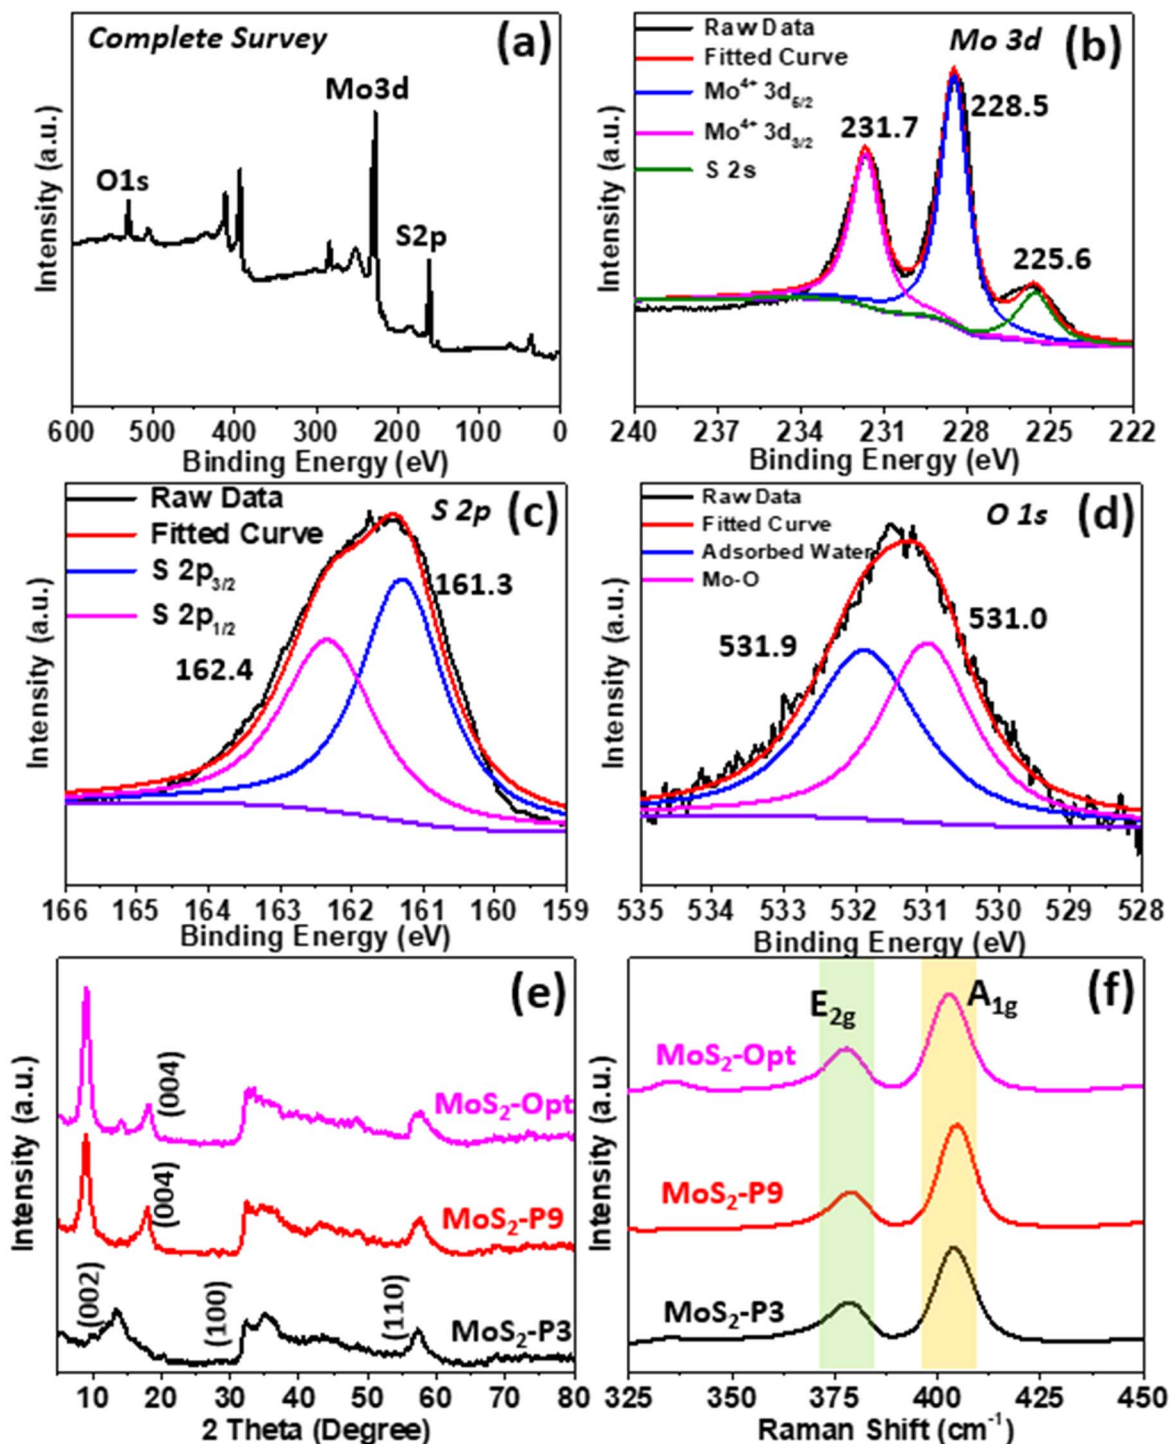 Complete Survey (a)
Mo3d
O1s
S2p
Intensity (a.u.)
600 500 400 300 200 100 0
Binding Energy (eV)
Raw Data
Fitted Curve
Mo⁴⁺ 3d₅/₂
Mo⁴⁺ 3d₃/₂
S 2s
Mo 3d (b)
228.5
231.7
225.6
Intensity (a.u.)
240 237 234 231 228 225 222
Binding Energy (eV)
Raw Data
Fitted Curve
S 2p₃/₂
S 2p₁/₂
S 2p (c)
161.3
162.4
Intensity (a.u.)
166 165 164 163 162 161 160 159
Binding Energy (eV)
Raw Data
Fitted Curve
Adsorbed Water
Mo-O
O 1s (d)
531.9
531.0
Intensity (a.u.)
535 534 533 532 531 530 529 528
Binding Energy (eV)
(e)
(004)
MoS₂-Opt
(004)
MoS₂-P9
(002)
(100)
(110)
MoS₂-P3
Intensity (a.u.)
10 20 30 40 50 60 70 80
2 Theta (Degree)
E₂g
A₁g
(f)
MoS₂-Opt
MoS₂-P9
MoS₂-P3
Intensity (a.u.)
325 350 375 400 425 450
Raman Shift (cm⁻¹)